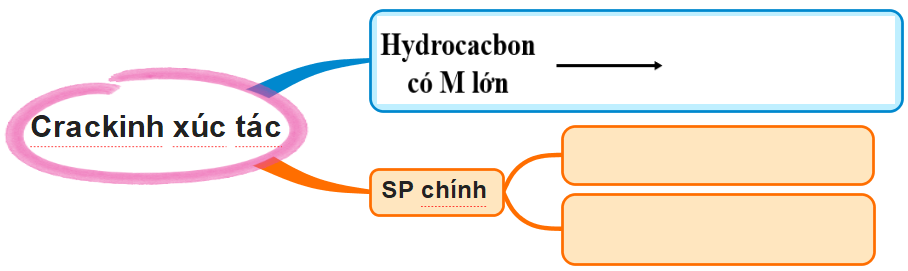 Hydrocacbon
có M lớn
Crackinh xúc tác
SP chính